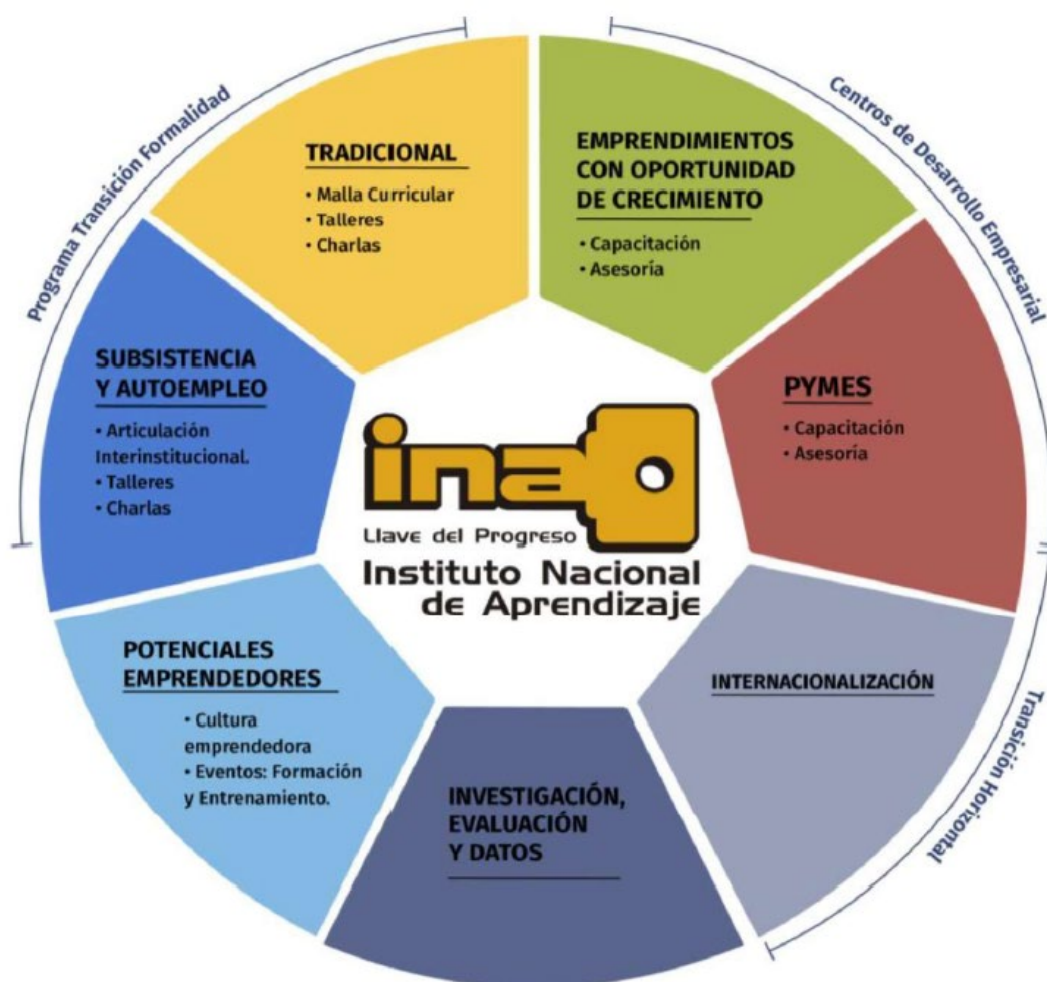 Programa Transición Formalidad
Centros de Desarrollo Empresarial
Transición Horizontal
TRADICIONAL
• Malla Curricular
• Talleres
• Charlas
EMPRENDIMIENTOS
CON OPORTUNIDAD
DE CRECIMIENTO
• Capacitación
• Asesoría
SUBSISTENCIA
Y AUTOEMPLEO
• Articulación
Interinstitucional.
• Talleres
• Charlas
PYMES
• Capacitación
• Asesoría
ina
Llave del Progreso
Instituto Nacional
de Aprendizaje
POTENCIALES
EMPRENDEDORES
• Cultura
emprendedora
• Eventos: Formación
y Entrenamiento.
INTERNACIONALIZACIÓN
INVESTIGACIÓN,
EVALUACIÓN
Y DATOS